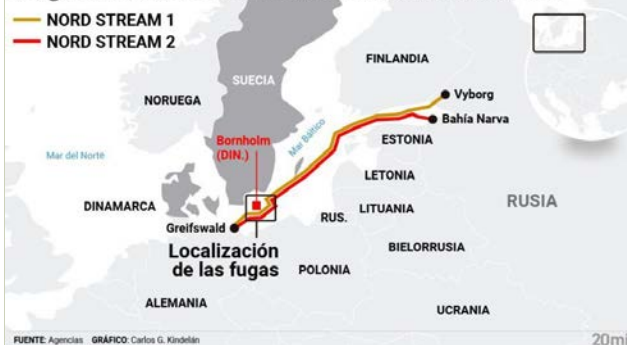 NORD STREAM 1
NORD STREAM 2
FINLANDIA
SUECIA
NORUEGA
Vyborg
Bahía Narva
Mar Báltico
ESTONIA
Bornholm
(DIN.)
Mar del Norte
LETONIA
DINAMARCA
RUSIA
RUS.
LITUANIA
Greifswald
Localización
de las fugas
BIELORRUSIA
POLONIA
ALEMANIA
UCRANIA
FUENTE: Agencias GRÁFICO: Carlos G. Kindelán